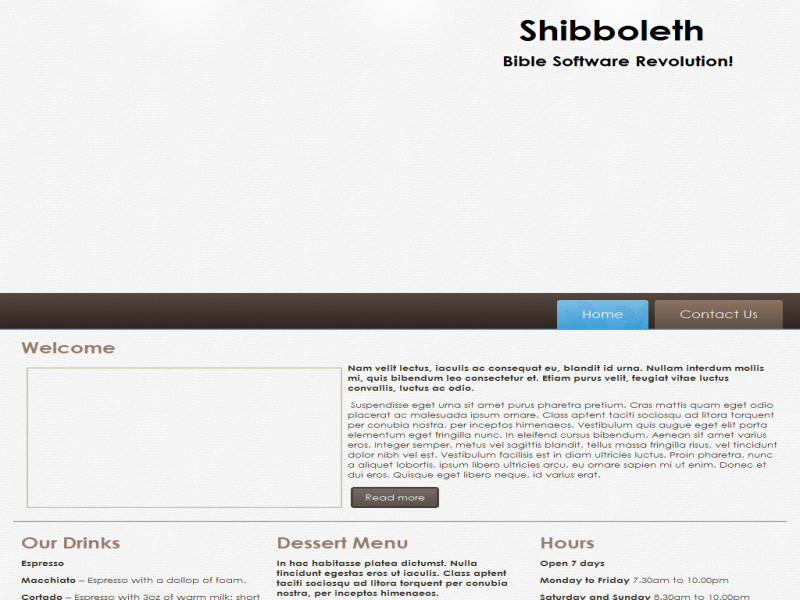 Shibboleth
Bible Software Revolution!
Home
Contact Us
Welcome
Nam velit lectus, iaculis ac consequat eu, blandit id urna. Nullam interdum mollis
mi, quis bibendum leo consectetur et. Etiam purus velit, feugiat vitae luctus
convallis, luctus ac odio.
Suspendisse eget urna sit amet purus pharetra pretium. Cras mattis quam eget odio
placerat ac malesuada ipsum ornare. Class aptent taciti sociosqu ad litora torquent
per conubia nostra, per inceptos himenaeos. Vestibulum quis augue eget elit porta
elementum eget fringilla nunc. In eleifend cursus bibendum. Aenean sit amet varius
eros. Integer semper, metus vel sagittis blandit, tellus massa fringilla risus, vel tincidunt
dolor nibh vel est. Vestibulum facilisis est in diam ultricies luctus. Proin pharetra, nunc
a aliquet lobortis, ipsum libero ultricies arcu, eu ornare sapien mi ut enim. Donec et
dui eros. Quisque eget libero neque, id varius erat.
Read more
Our Drinks
Espresso
Macchiato – Espresso with a dollop of foam.
Cortado – Espresso with 3oz of warm milk; short
Dessert Menu
In hac habitasse platea dictumst. Nulla
tincidunt egestas eros ut iaculis. Class aptent
taciti sociosqu ad litora torquent per conubia
nostra, per inceptos himenaeos.
Hours
Open 7 days
Monday to Friday 7.30am to 10.00pm
Saturday and Sunday 8.30am to 10.00pm